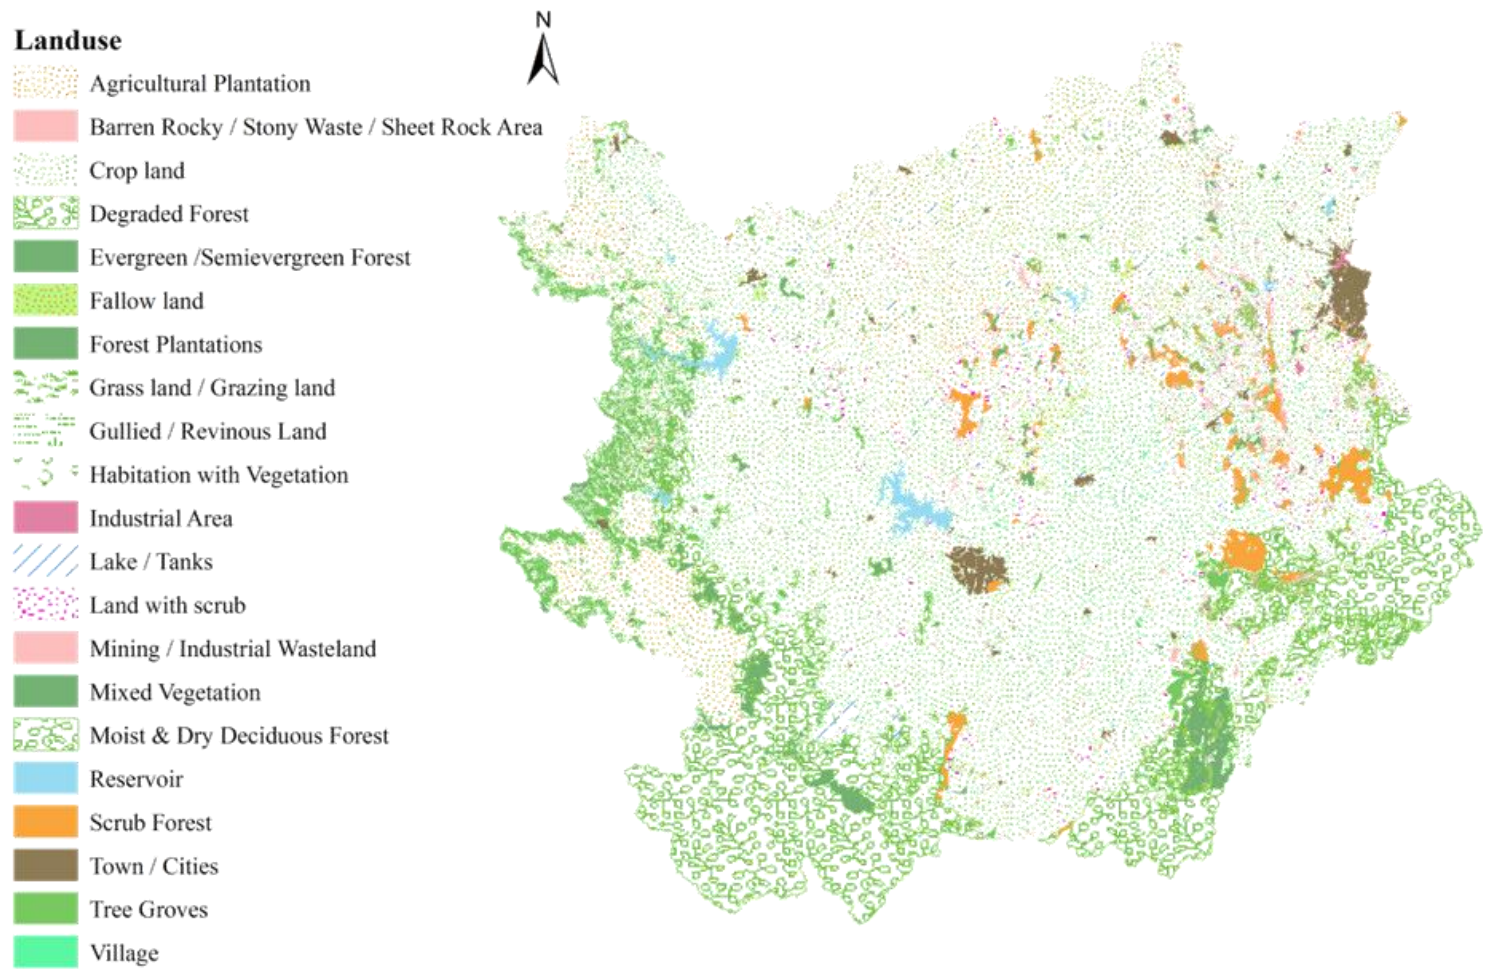 N
Landuse
Agricultural Plantation
Barren Rocky / Stony Waste / Sheet Rock Area
Crop land
Degraded Forest
Evergreen /Semievergreen Forest
Fallow land
Forest Plantations
Grass land / Grazing land
Gullied / Revinous Land
Habitation with Vegetation
Industrial Area
Lake / Tanks
Land with scrub
Mining / Industrial Wasteland
Mixed Vegetation
Moist & Dry Deciduous Forest
Reservoir
Scrub Forest
Town / Cities
Tree Groves
Village